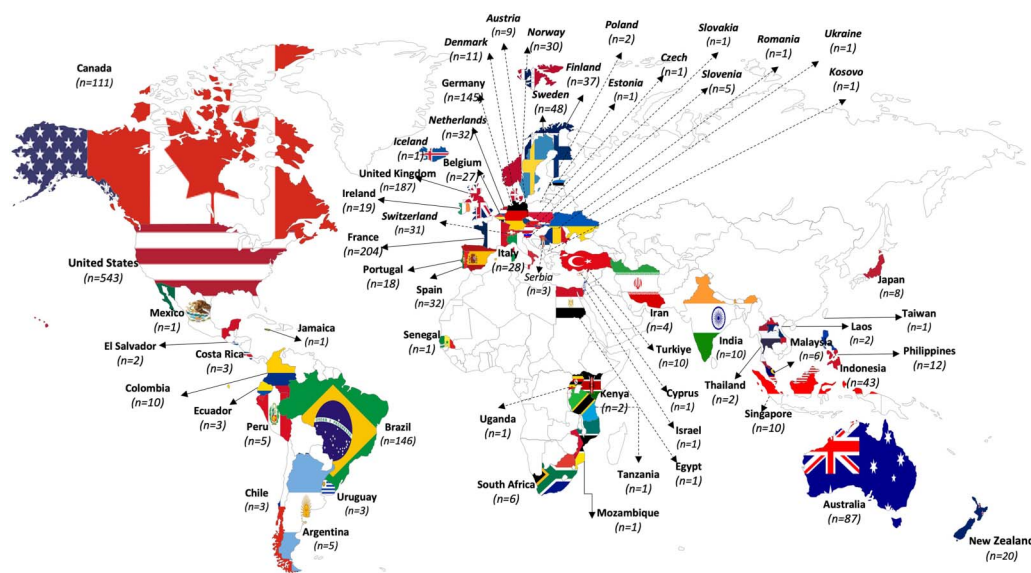 Canada
(n=111)
United States
(n=543)
Mexico
(n=1)
Jamaica
(n=1)
El Salvador
(n=2)
Costa Rica
(n=3)
Colombia
(n=10)
Ecuador
(n=3)
Peru
(n=5)
Brazil
(n=146)
Chile
(n=3)
Uruguay
(n=3)
Argentina
(n=5)
Austria
(n=9)
Norway
(n=30)
Denmark
(n=11)
Germany
(n=145)
Finland
(n=37)
Sweden
(n=48)
Netherlands
(n=32)
Iceland
(n=1)
Belgium
(n=27)
United Kingdom
(n=187)
Ireland
(n=19)
Switzerland
(n=31)
France
(n=204)
Portugal
(n=18)
Spain
(n=32)
Italy
(n=28)
Serbia
(n=3)
Poland
(n=2)
Estonia
(n=1)
Czech
(n=1)
Slovakia
(n=1)
Slovenia
(n=5)
Romania
(n=1)
Ukraine
(n=1)
Kosovo
(n=1)
Senegal
(n=1)
Uganda
(n=1)
Kenya
(n=2)
South Africa
(n=6)
Mozambique
(n=1)
Tanzania
(n=1)
Egypt
(n=1)
Israel
(n=1)
Cyprus
(n=1)
Turkiye
(n=10)
Iran
(n=4)
India
(n=10)
Thailand
(n=2)
Malaysia
(n=6)
Singapore
(n=10)
Indonesia
(n=43)
Laos
(n=2)
Philippines
(n=12)
Taiwan
(n=1)
Japan
(n=8)
Australia
(n=87)
New Zealand
(n=20)